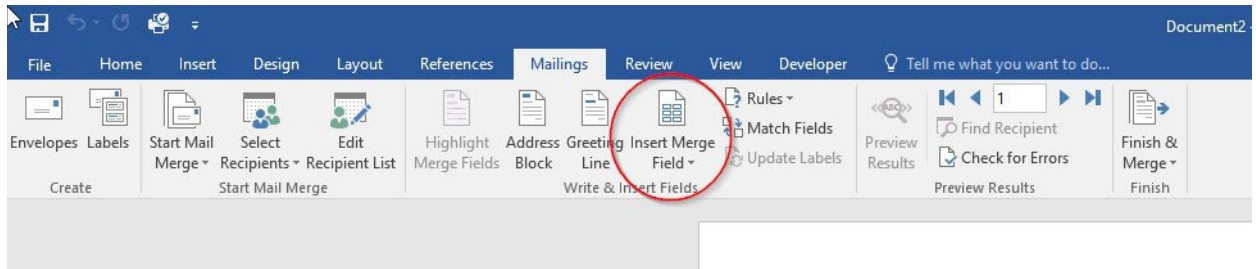 Document2 -
File Home Insert Design Layout References Mailings Review View Developer Tell me what you want to do...
Envelopes Labels Start Mail Merge Select Recipients Edit Recipient List Highlight Merge Fields Address Block Greeting Line Insert Merge Field Rules Match Fields Update Labels «ABC» Preview Results 1 Find Recipient Check for Errors Finish & Merge
Create Start Mail Merge Write & Insert Fields Preview Results Finish